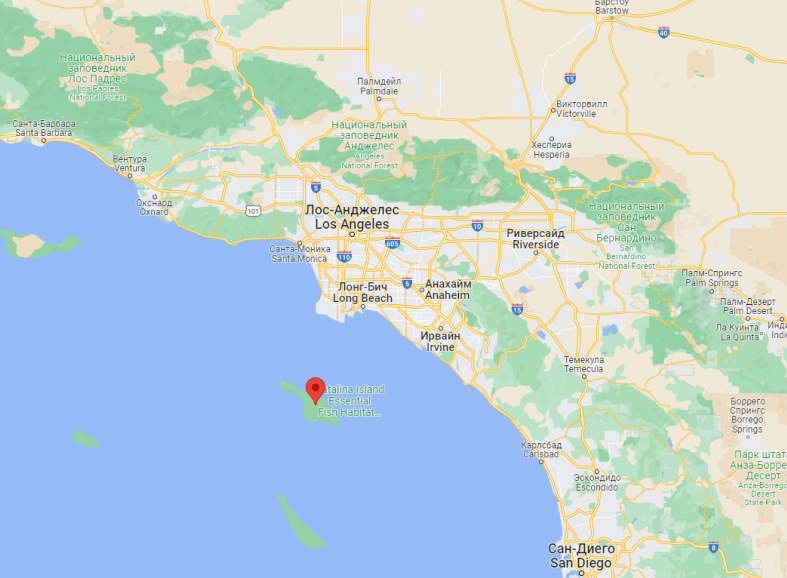 Барстоу
Barstow
40
Национальный
заповедник
Лос Падрес
Los Padres
National Forest
15
Палмдейл
Palmdale
Викторвилл
Victorville
Санта-Барбара
Santa Barbara
Национальный
заповедник
Анджелес
Angeles
National Forest
Хесперия
Hesperia
Вентура
Ventura
5
Окснард
Oxnard
101
Лос-Анджелес
Los Angeles
Национальный
заповедник
Сан
Бернардино
San
Bernardino
National Forest
10
Риверсайд
Riverside
Санта-Моника
Santa Monica
605
110
Палм-Спрингс
Palm Springs
Лонг-Бич
Long Beach
5
Анахайм
Anaheim
15
Палм-Дезерт
Palm Desert
Ла Куинта
La Quinta
Инди
Indic
Ирвайн
Irvine
Темекула
Temecula
atalina Island
Essential
Fish Habitat...
Боррего
Спрингс
Borrego
Springs
Карлсбад
Carlsbad
Эскондидо
Escondido
Парк штат
Анза-Боррег
Десерт
Anza-Borrego
Desert
State Park
Сан-Диего
San Diego
8